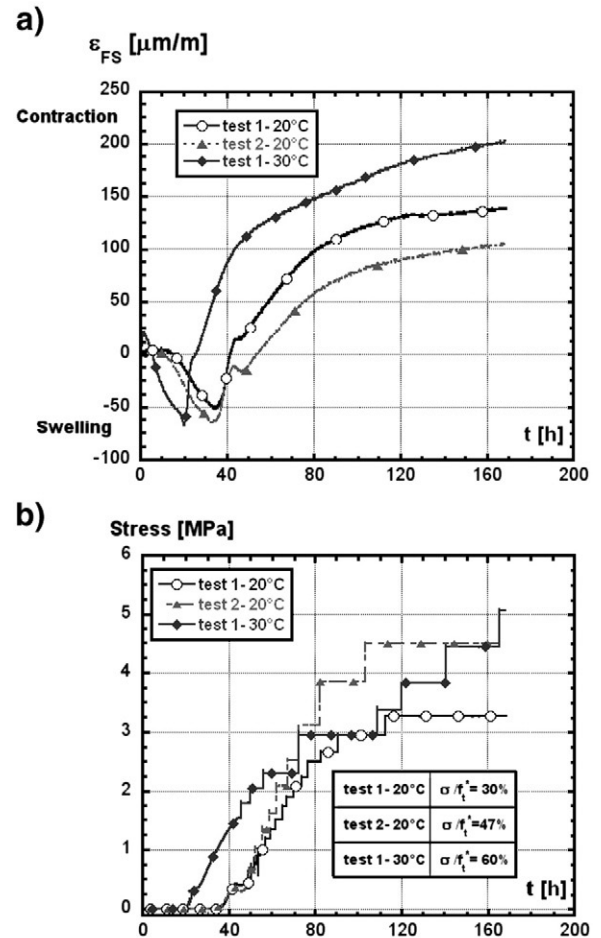 a)
ε_FS [μm/m]
250
Contraction
200
test 1- 20°C
test 2- 20°C
test 1- 30°C
150
100
50
0
-50
Swelling
t [h]
-100
0 40 80 120 160 200
b)
Stress [MPa]
6
test 1- 20°C
test 2- 20°C
test 1- 30°C
5
4
3
2
test 1- 20°C σ/f_t*= 30%
test 2- 20°C σ/f_t*=47%
test 1- 30°C σ/f_t*= 60%
1
t [h]
0
0 40 80 120 160 200